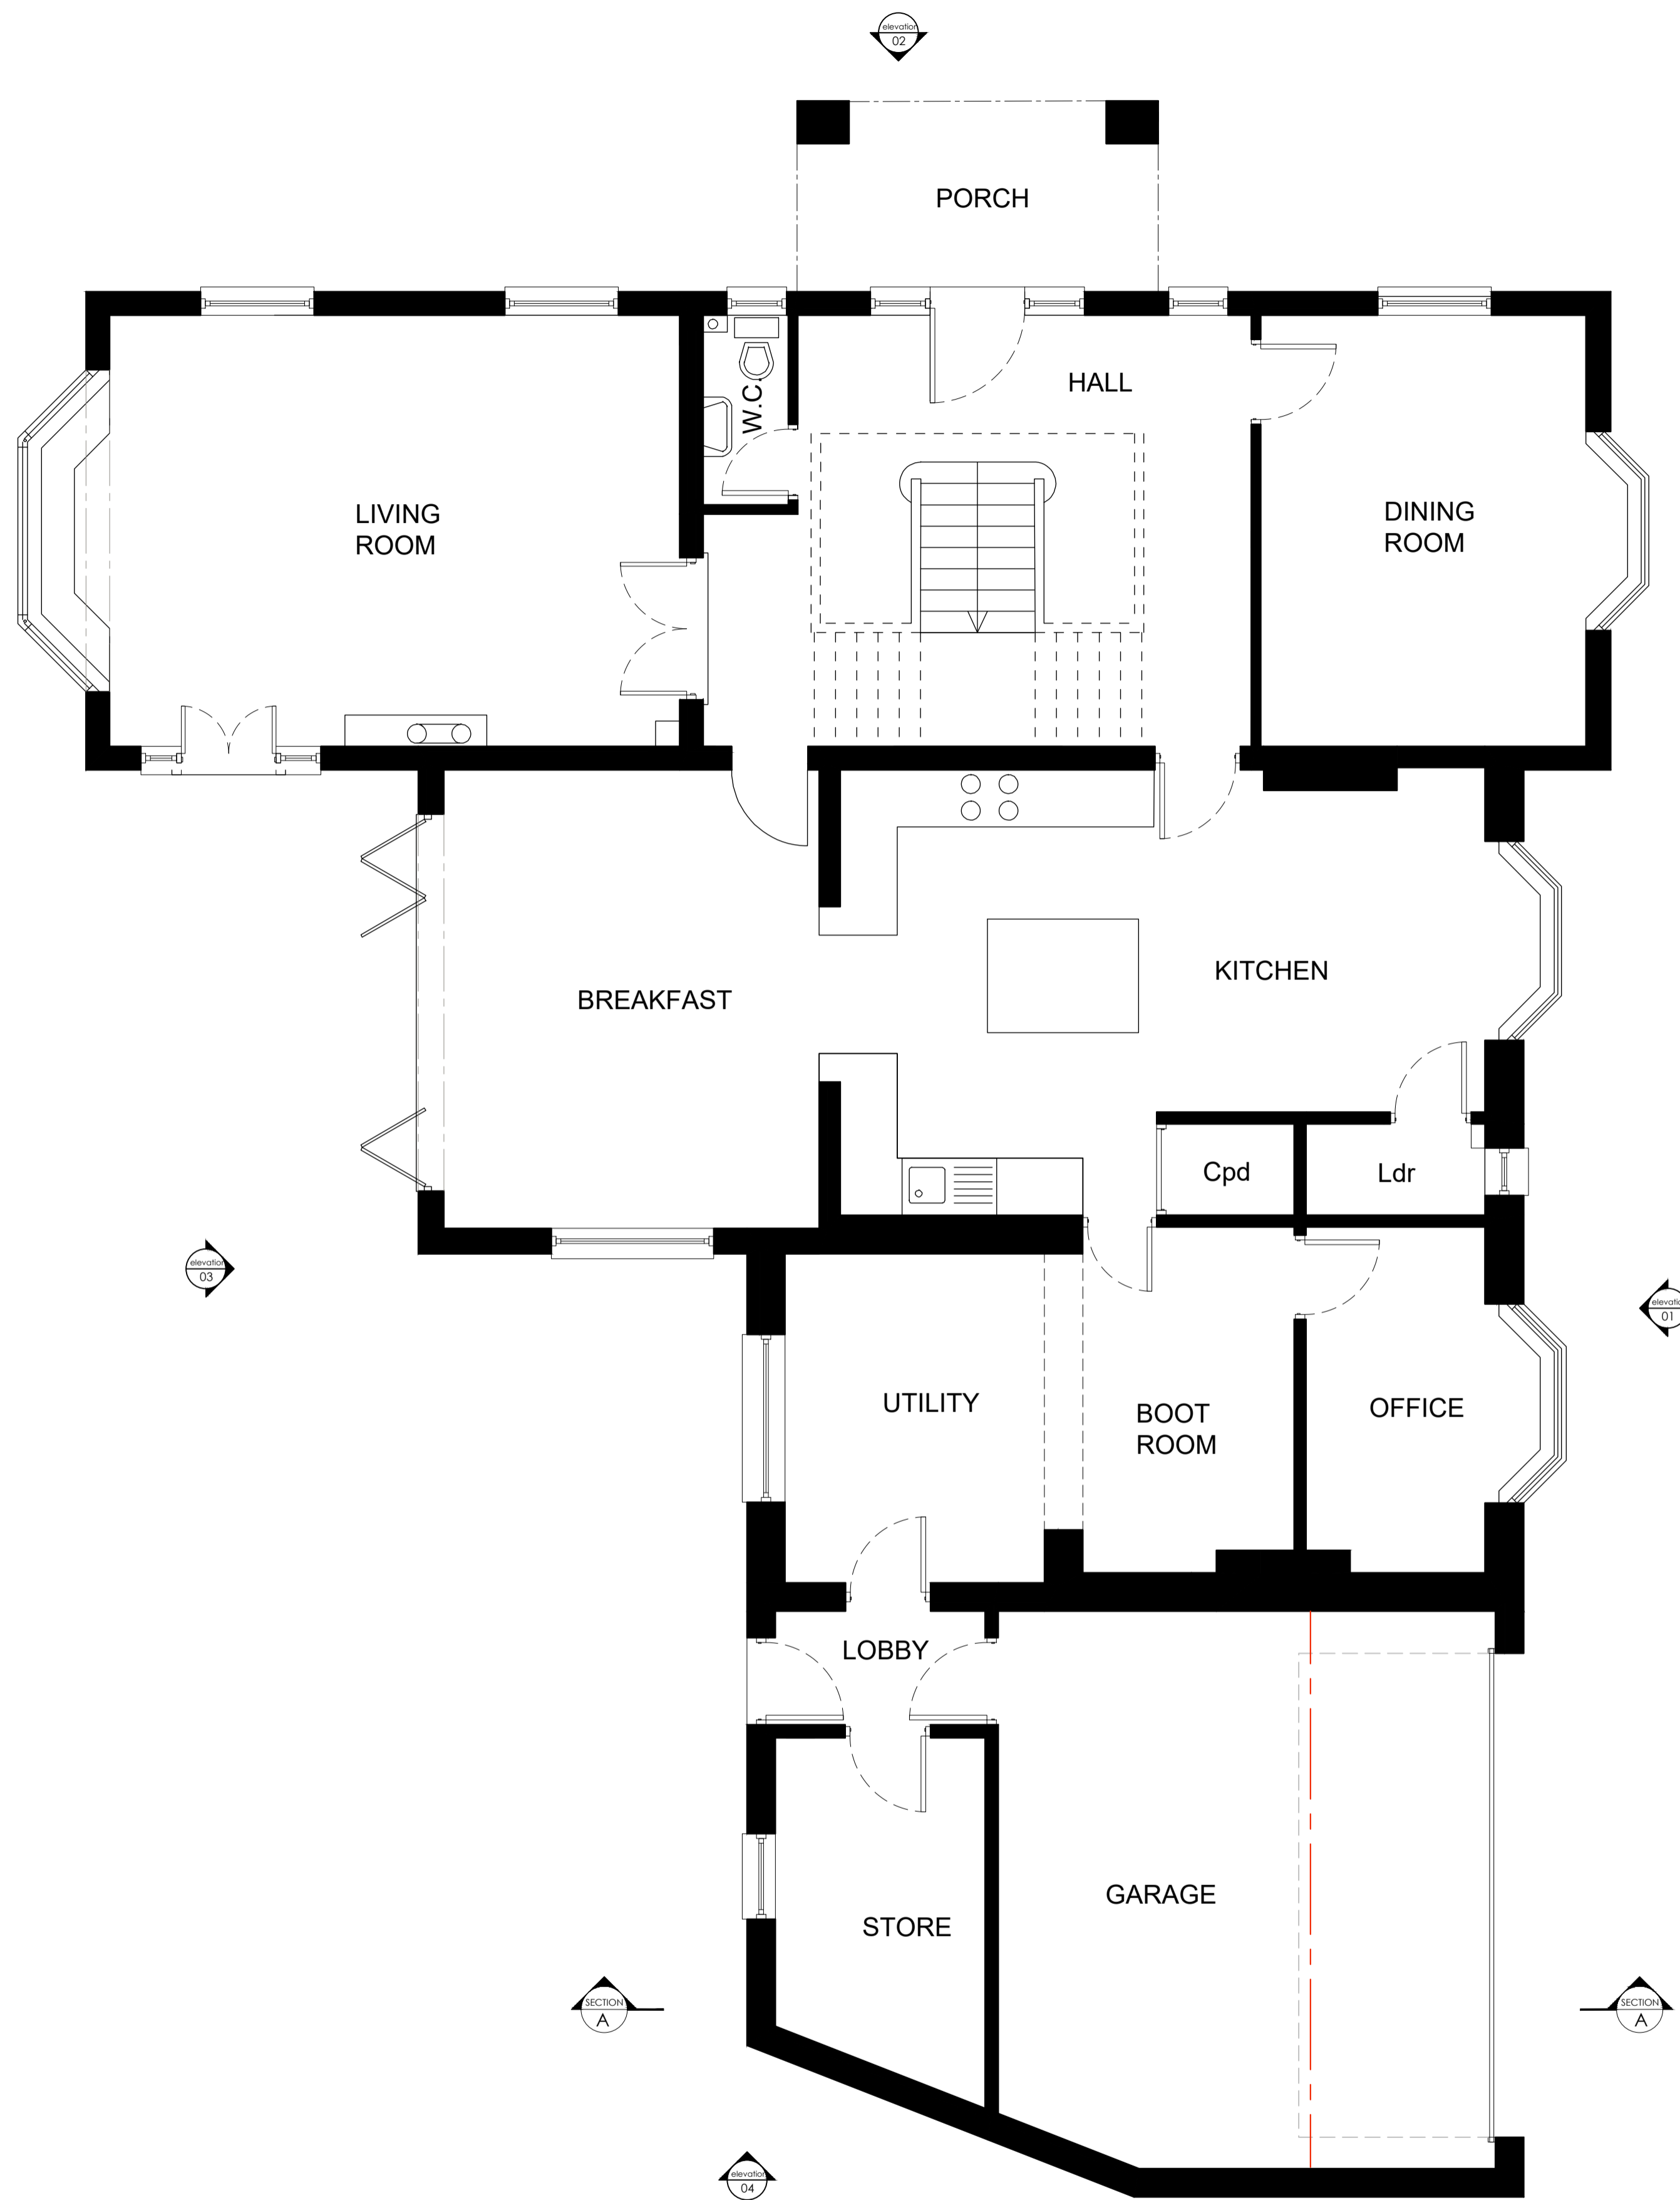 elevation
02
PORCH
HALL
W.C.
LIVING
ROOM
DINING
ROOM
KITCHEN
BREAKFAST
Cpd
Ldr
elevation
03
elevatio
01
UTILITY
BOOT
ROOM
OFFICE
LOBBY
GARAGE
STORE
SECTION
A
SECTION
A
elevation
04